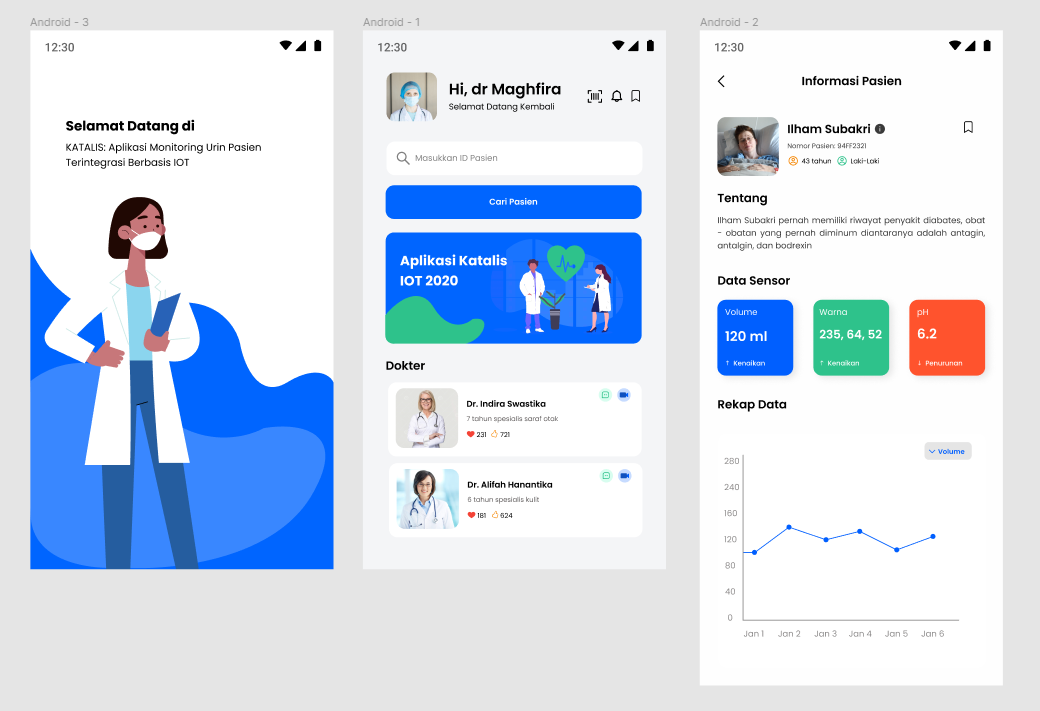 Android - 3
12:30
Selamat Datang di
KATALIS: Aplikasi Monitoring Urin Pasien
Terintegrasi Berbasis IOT
Android - 1
12:30
Hi, dr Maghfira
Selamat Datang Kembali
Masukkan ID Pasien
Cari Pasien
Aplikasi Katalis
IOT 2020
Dokter
Dr. Indira Swastika
7 tahun spesialis saraf otak
231 721
Dr. Alifah Hanantika
6 tahun spesialis kulit
181 624
Android - 2
12:30
Informasi Pasien
Ilham Subakri
Nomor Pasien: 94FF2321
43 tahun Laki-Laki
Tentang
Ilham Subakri pernah memiliki riwayat penyakit diabates, obat
- obatan yang pernah diminum diantaranya adalah antagin,
antalgin, dan bodrexin
Data Sensor
Volume
120 ml
↑ Kenaikan
Warna
235, 64, 52
↑ Kenaikan
pH
6.2
↓ Penurunan
Rekap Data
Volume
280
240
160
120
80
40
0
Jan 1 Jan 2 Jan 3 Jan 4 Jan 5 Jan 6